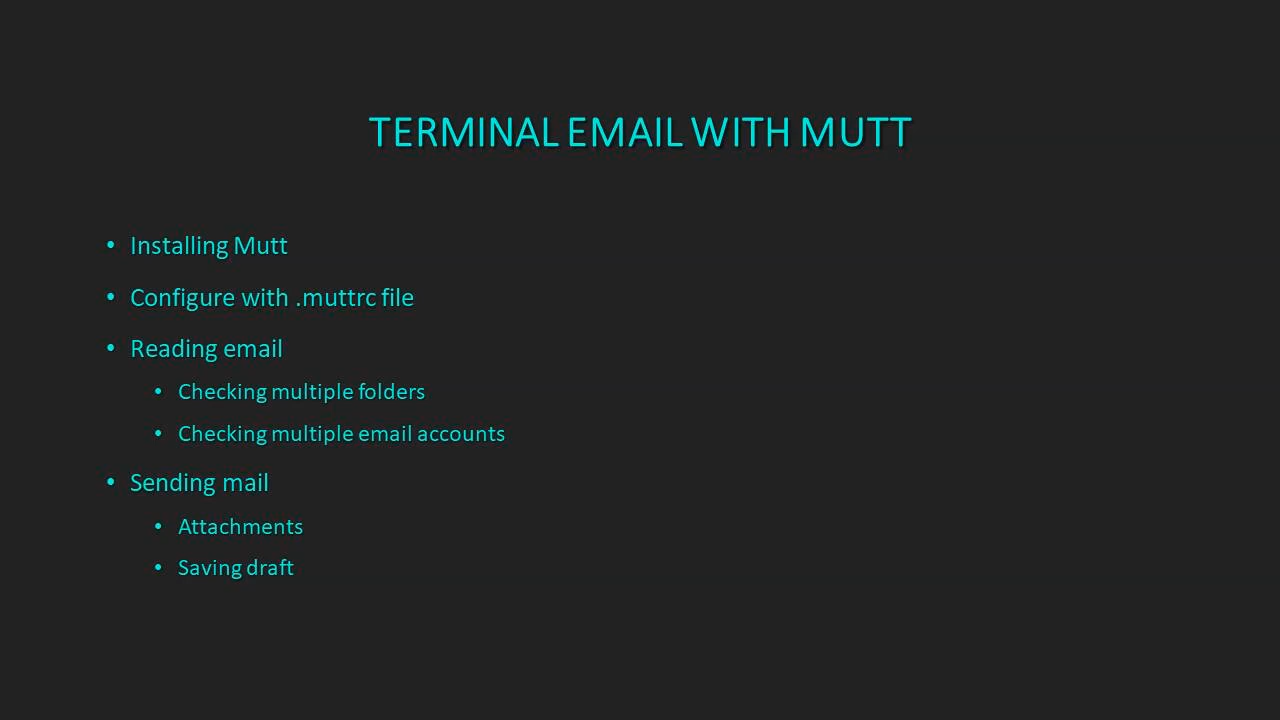 TERMINAL EMAIL WITH MUTT
• Installing Mutt
• Configure with .muttrc file
• Reading email
• Checking multiple folders
• Checking multiple email accounts
• Sending mail
• Attachments
• Saving draft